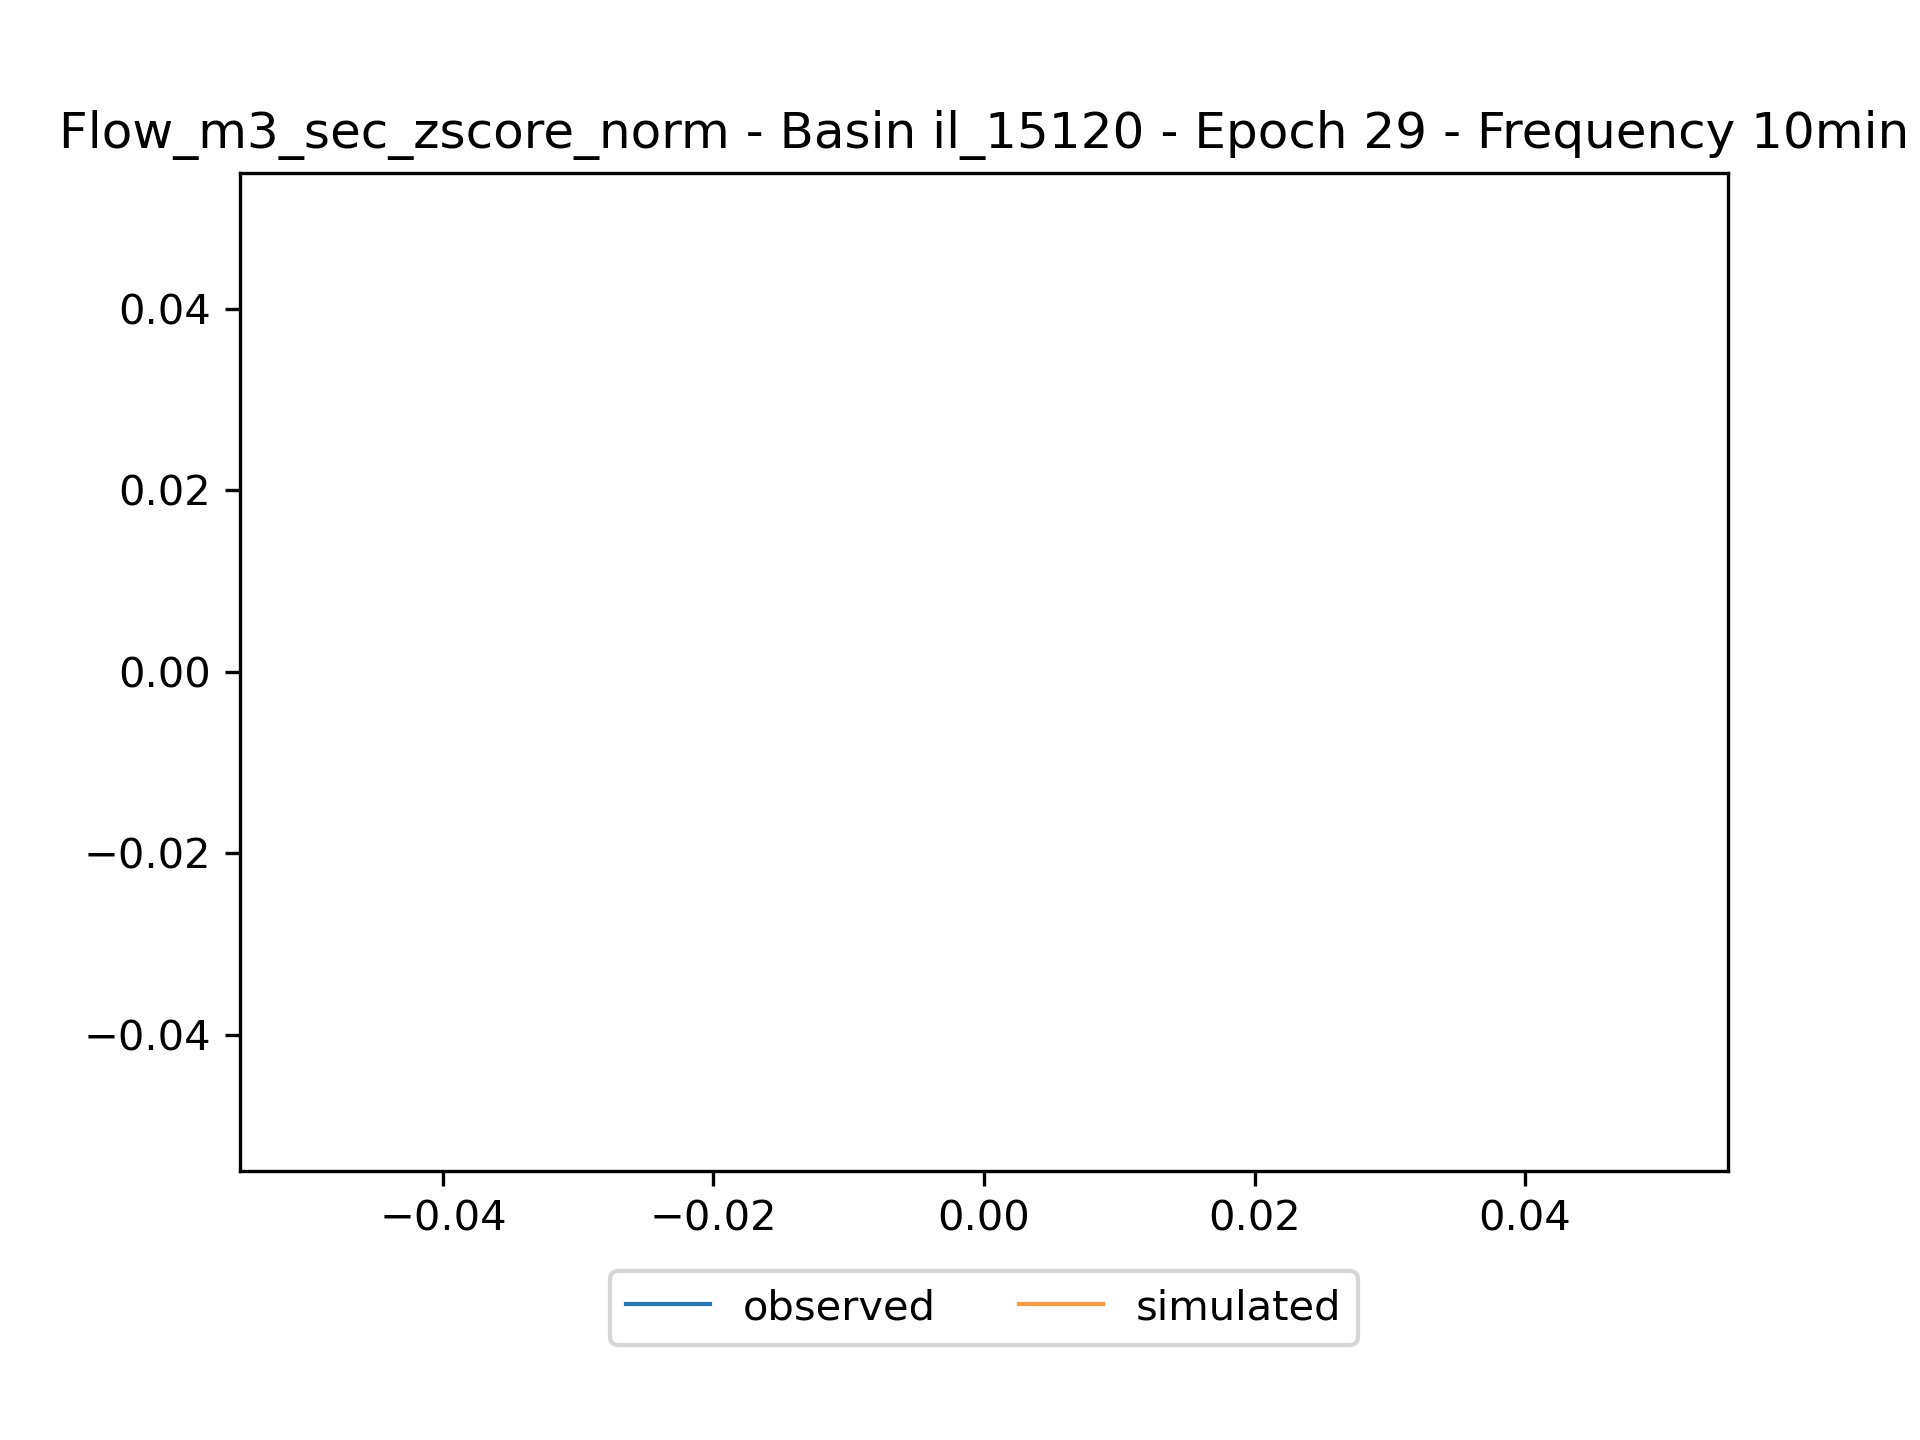 Flow_m3_sec_zscore_norm - Basin il_15120 - Epoch 29 - Frequency 10min
0.04
0.02
0.00
−0.02
−0.04
−0.04 −0.02 0.00 0.02 0.04
observed simulated